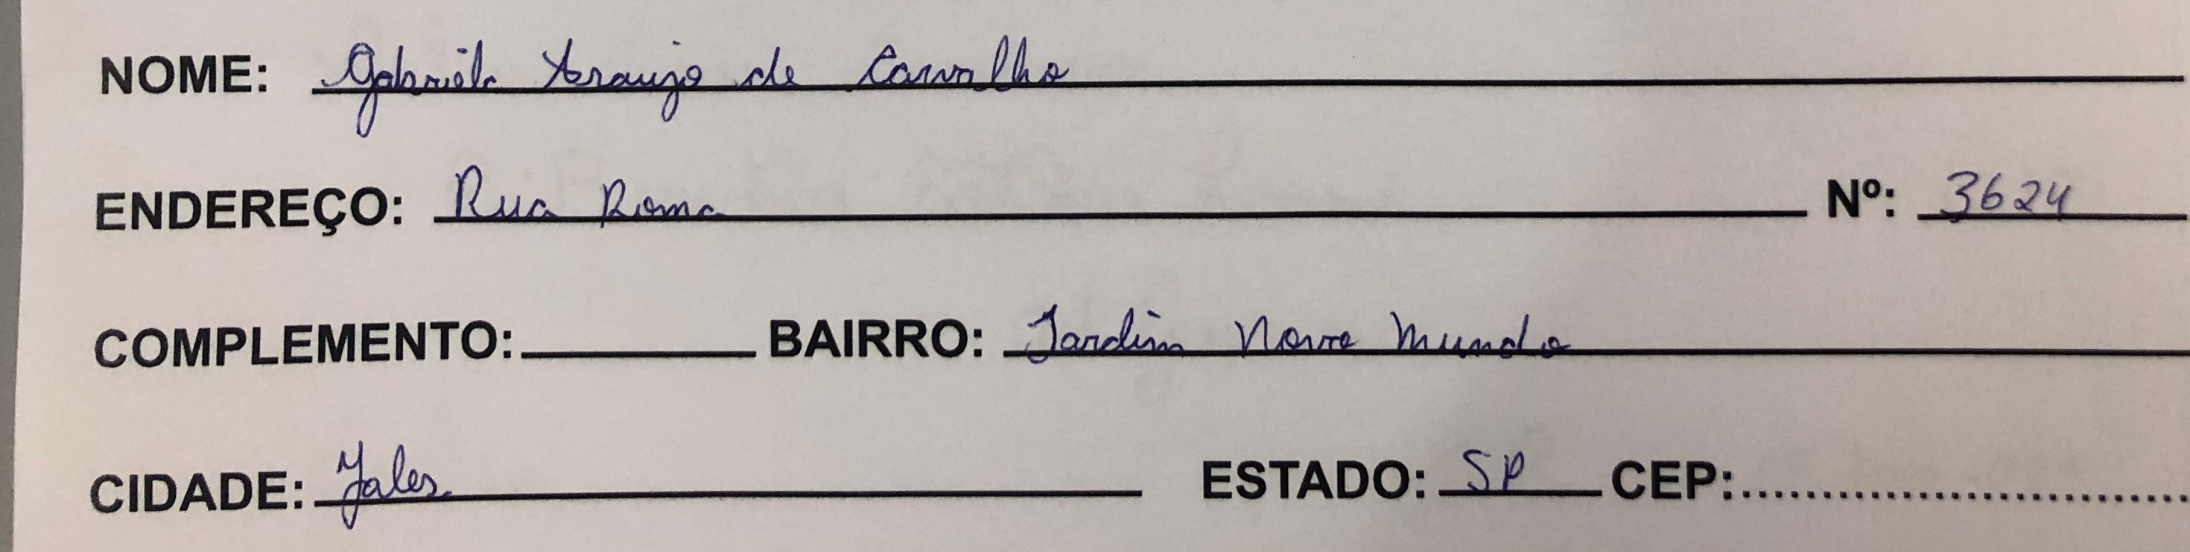 NOME: Gabriela Araujo de Carvalho
ENDEREÇO: Rua Roma Nº: 3624
COMPLEMENTO: BAIRRO: Jardim Novo Mundo
CIDADE: Jales ESTADO: SP CEP: